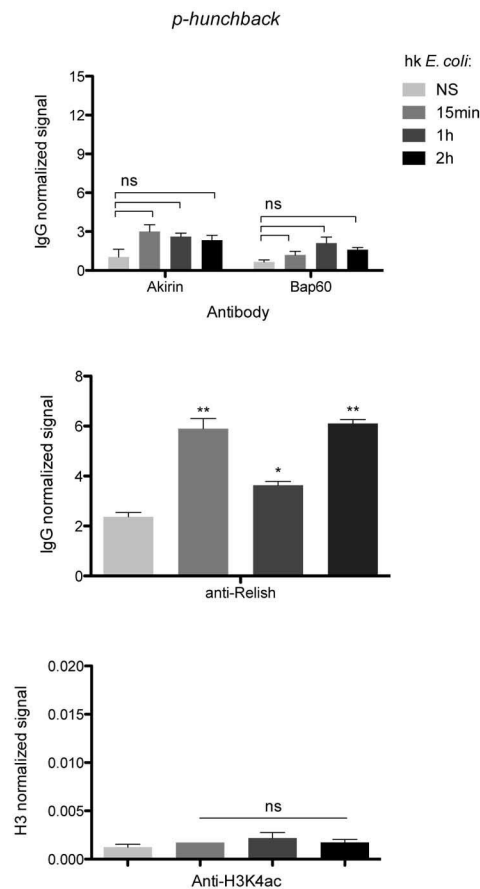 p-hunchback
hk E. coli:
NS
15min
1h
2h
IgG normalized signal
15
12
9
6
3
0
ns
ns
Akirin
Bap60
Antibody
IgG normalized signal
8
6
4
2
0
**
*
**
anti-Relish
H3 normalized signal
0.020
0.015
0.010
0.005
0.000
ns
Anti-H3K4ac